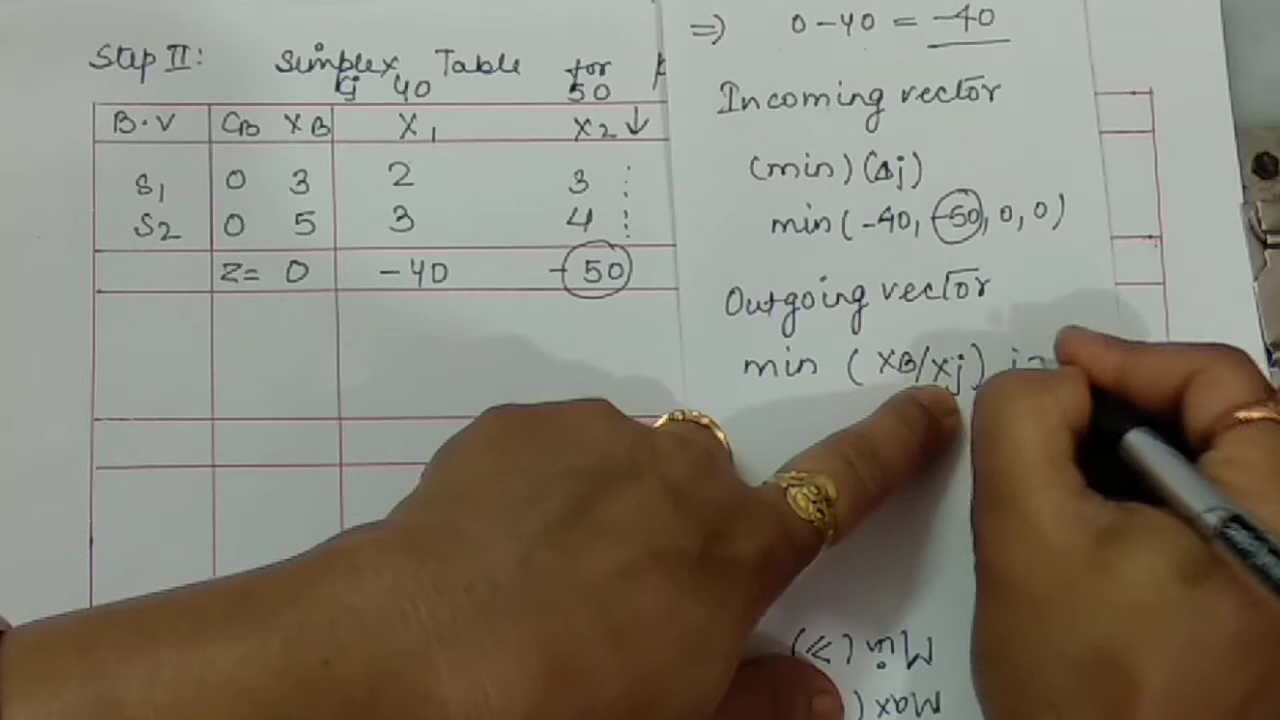 Step II: Simplex Table for
Cj 40 50
B.V CB XB X1 X2 ↓
S1 0 3 2 3 :
S2 0 5 3 4 :
Z= 0 -40 -50
⇒) 0-40 = -40
Incoming vector
(min) (Δj)
min (-40, -50, 0, 0)
Outgoing vector
min (XB/Xj)
Min (≥)
Max (